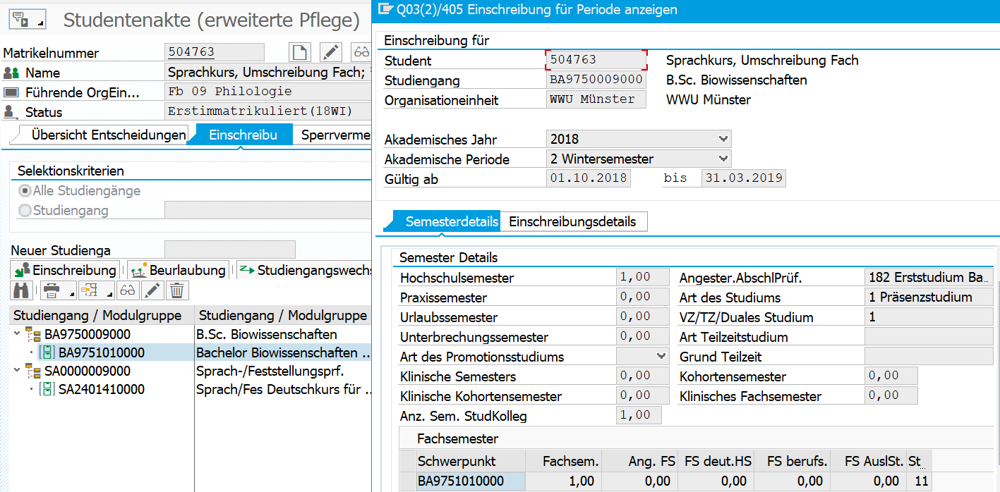 Studentenakte (erweiterte Pflege)
Matrikelnummer 504763
Name Sprachkurs, Umschreibung Fach;
Führende OrgEin... Fb 09 Philologie
Status Erstimmatrikuliert(18WI)
Übersicht Entscheidungen Einschreibu Sperrverme
Selektionskriterien
Alle Studiengänge
Studiengang
Neuer Studienga
Einschreibung Beurlaubung Studiengangswechs
Studiengang / Modulgruppe Studiengang / Modulgruppe
BA9750009000 B.Sc. Biowissenschaften
BA9751010000 Bachelor Biowissenschaften ..
SA0000009000 Sprach-/Feststellungsprf.
SA2401410000 Sprach/Fes Deutschkurs für ..
Q03(2)/405 Einschreibung für Periode anzeigen
Einschreibung für
Student 504763 Sprachkurs, Umschreibung Fach
Studiengang BA9750009000 B.Sc. Biowissenschaften
Organisationeinheit WWU Münster WWU Münster
Akademisches Jahr 2018
Akademische Periode 2 Wintersemester
Gültig ab 01.10.2018 bis 31.03.2019
Semesterdetails Einschreibungsdetails
Semester Details
Hochschulsemester 1,00 Angester.AbschlPrüf. 182 Erststudium Ba...
Praxissemester 0,00 Art des Studiums 1 Präsenzstudium
Urlaubssemester 0,00 VZ/TZ/Duales Studium 1
Unterbrechungssemester 0,00 Art Teilzeitstudium
Art des Promotionsstudiums Grund Teilzeit
Klinische Semesters 0,00 Kohortensemester 0,00
Klinische Kohortensemester 0,00 Klinisches Fachsemester 0,00
Anz. Sem. StudKolleg 1,00
Fachsemester
Schwerpunkt Fachsem. Ang. FS FS deut.HS FS berufs. FS AuslSt. St...
BA9751010000 1,00 0,00 0,00 0,00 0,00 11